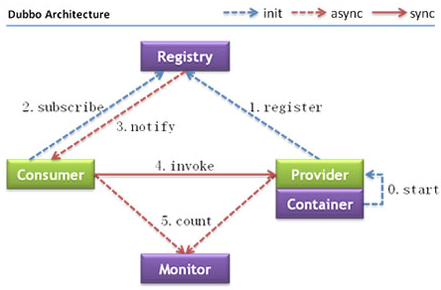 Dubbo Architecture
init
async
sync
Registry
2. subscribe
1. register
3. notify
4. invoke
Consumer
Provider
0. start
Container
5. count
Monitor